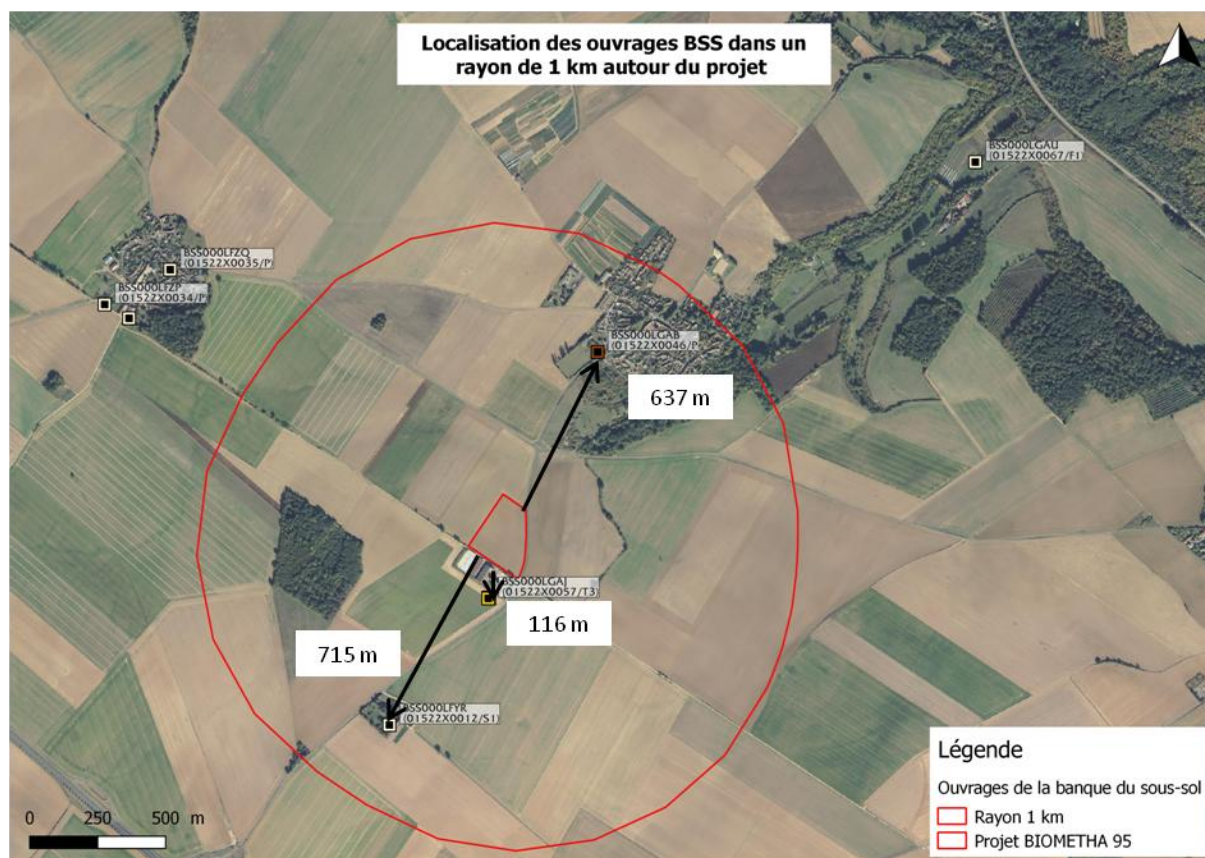 Localisation des ouvrages BSS dans un
rayon de 1 km autour du projet
BSS000LGAU
(01522X0067/F1)
BSS000LFZQ
(01522X0035/P)
BSS000LFZP
(01522X0034/P)
BSS000LGAB
(01522X0046/P)
637 m
BSS000LGAJ
(01522X0057/T3)
116 m
715 m
BSS000LFYR
(01522X0012/S1)
Légende
Ouvrages de la banque du sous-sol
Rayon 1 km
Projet BIOMETHA 95
0 250 500 m